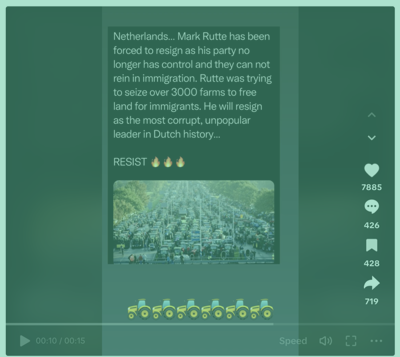 Netherlands... Mark Rutte has been
forced to resign as his party no
longer has control and they can not
rein in immigration. Rutte was trying
to seize over 3000 farms to free
land for immigrants. He will resign
as the most corrupt, unpopular
leader in Dutch history...
RESIST 🔥🔥🔥
7885
426
428
719
🚜🚜🚜🚜🚜🚜
00:10 / 00:15
Speed